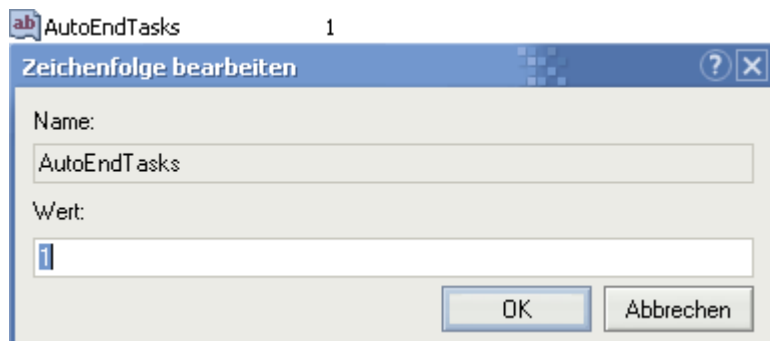 ab AutoEndTasks 1
Zeichenfolge bearbeiten ?
Name:
AutoEndTasks
Wert:
1
OK Abbrechen